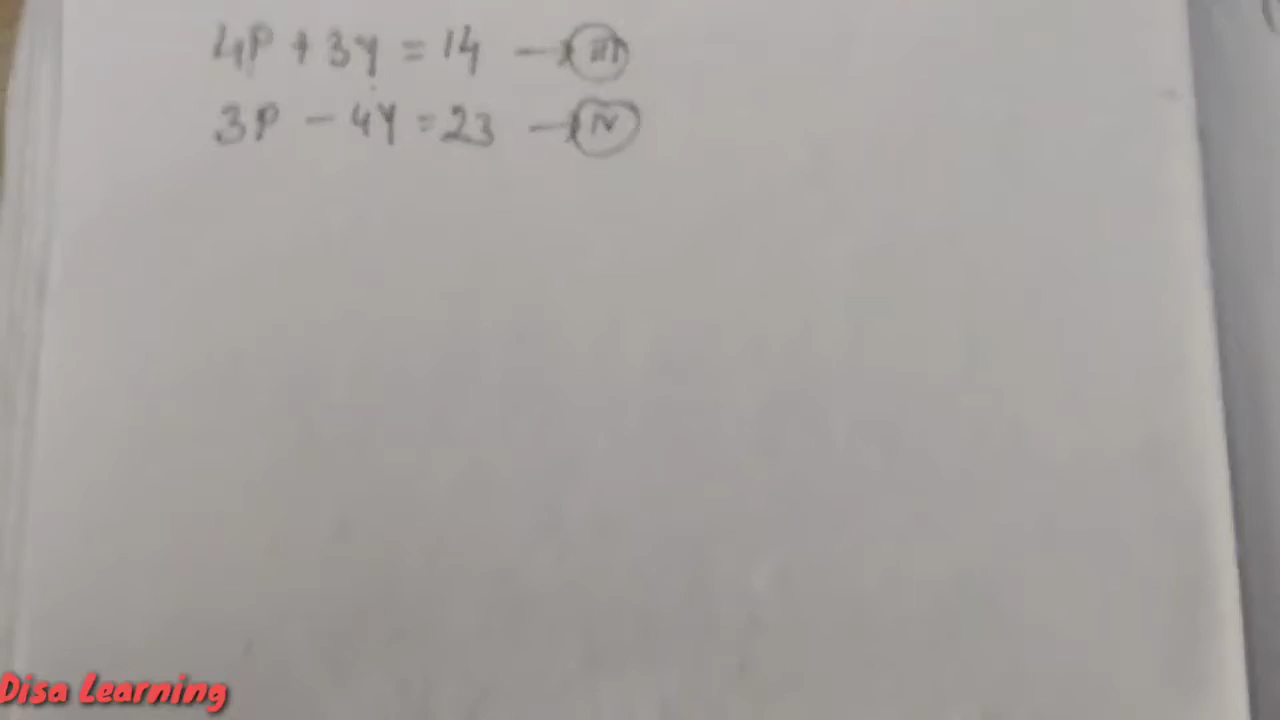 4P + 3y = 14 — III
3P - 4y = 23 — IV
Disa Learning